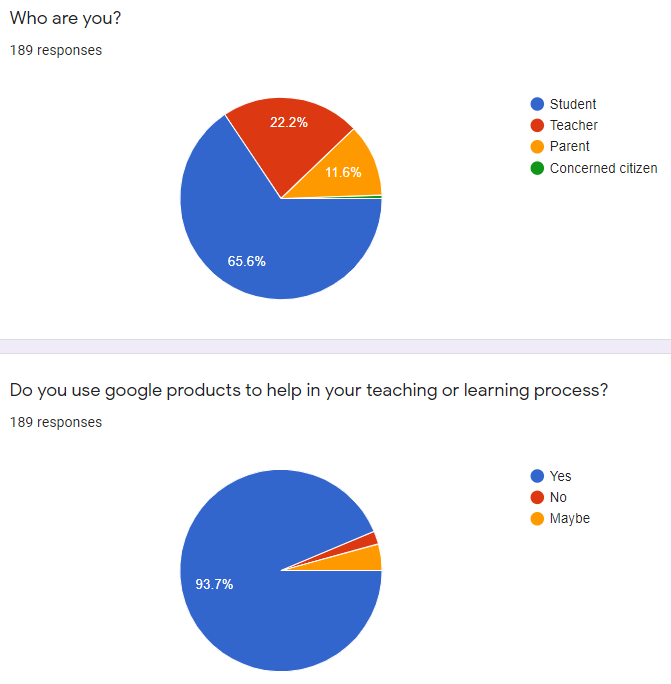 Who are you?
189 responses
22.2%
11.6%
65.6%
Student
Teacher
Parent
Concerned citizen
Do you use google products to help in your teaching or learning process?
189 responses
93.7%
Yes
No
Maybe